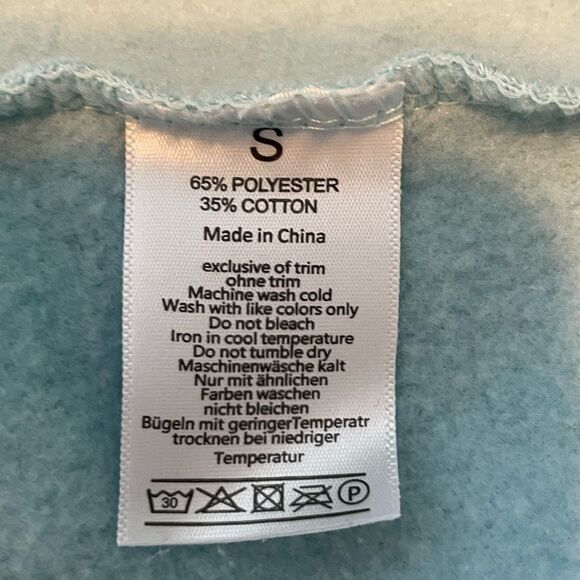 S
65% POLYESTER
35% COTTON
Made in China
exclusive of trim
ohne trim
Machine wash cold
Wash with like colors only
Do not bleach
Iron in cool temperature
Do not tumble dry
Maschinenwäsche kalt
Nur mit ähnlichen
Farben waschen
nicht bleichen
Bügeln mit geringerTemperatr
trocknen bei niedriger
Temperatur
30 P